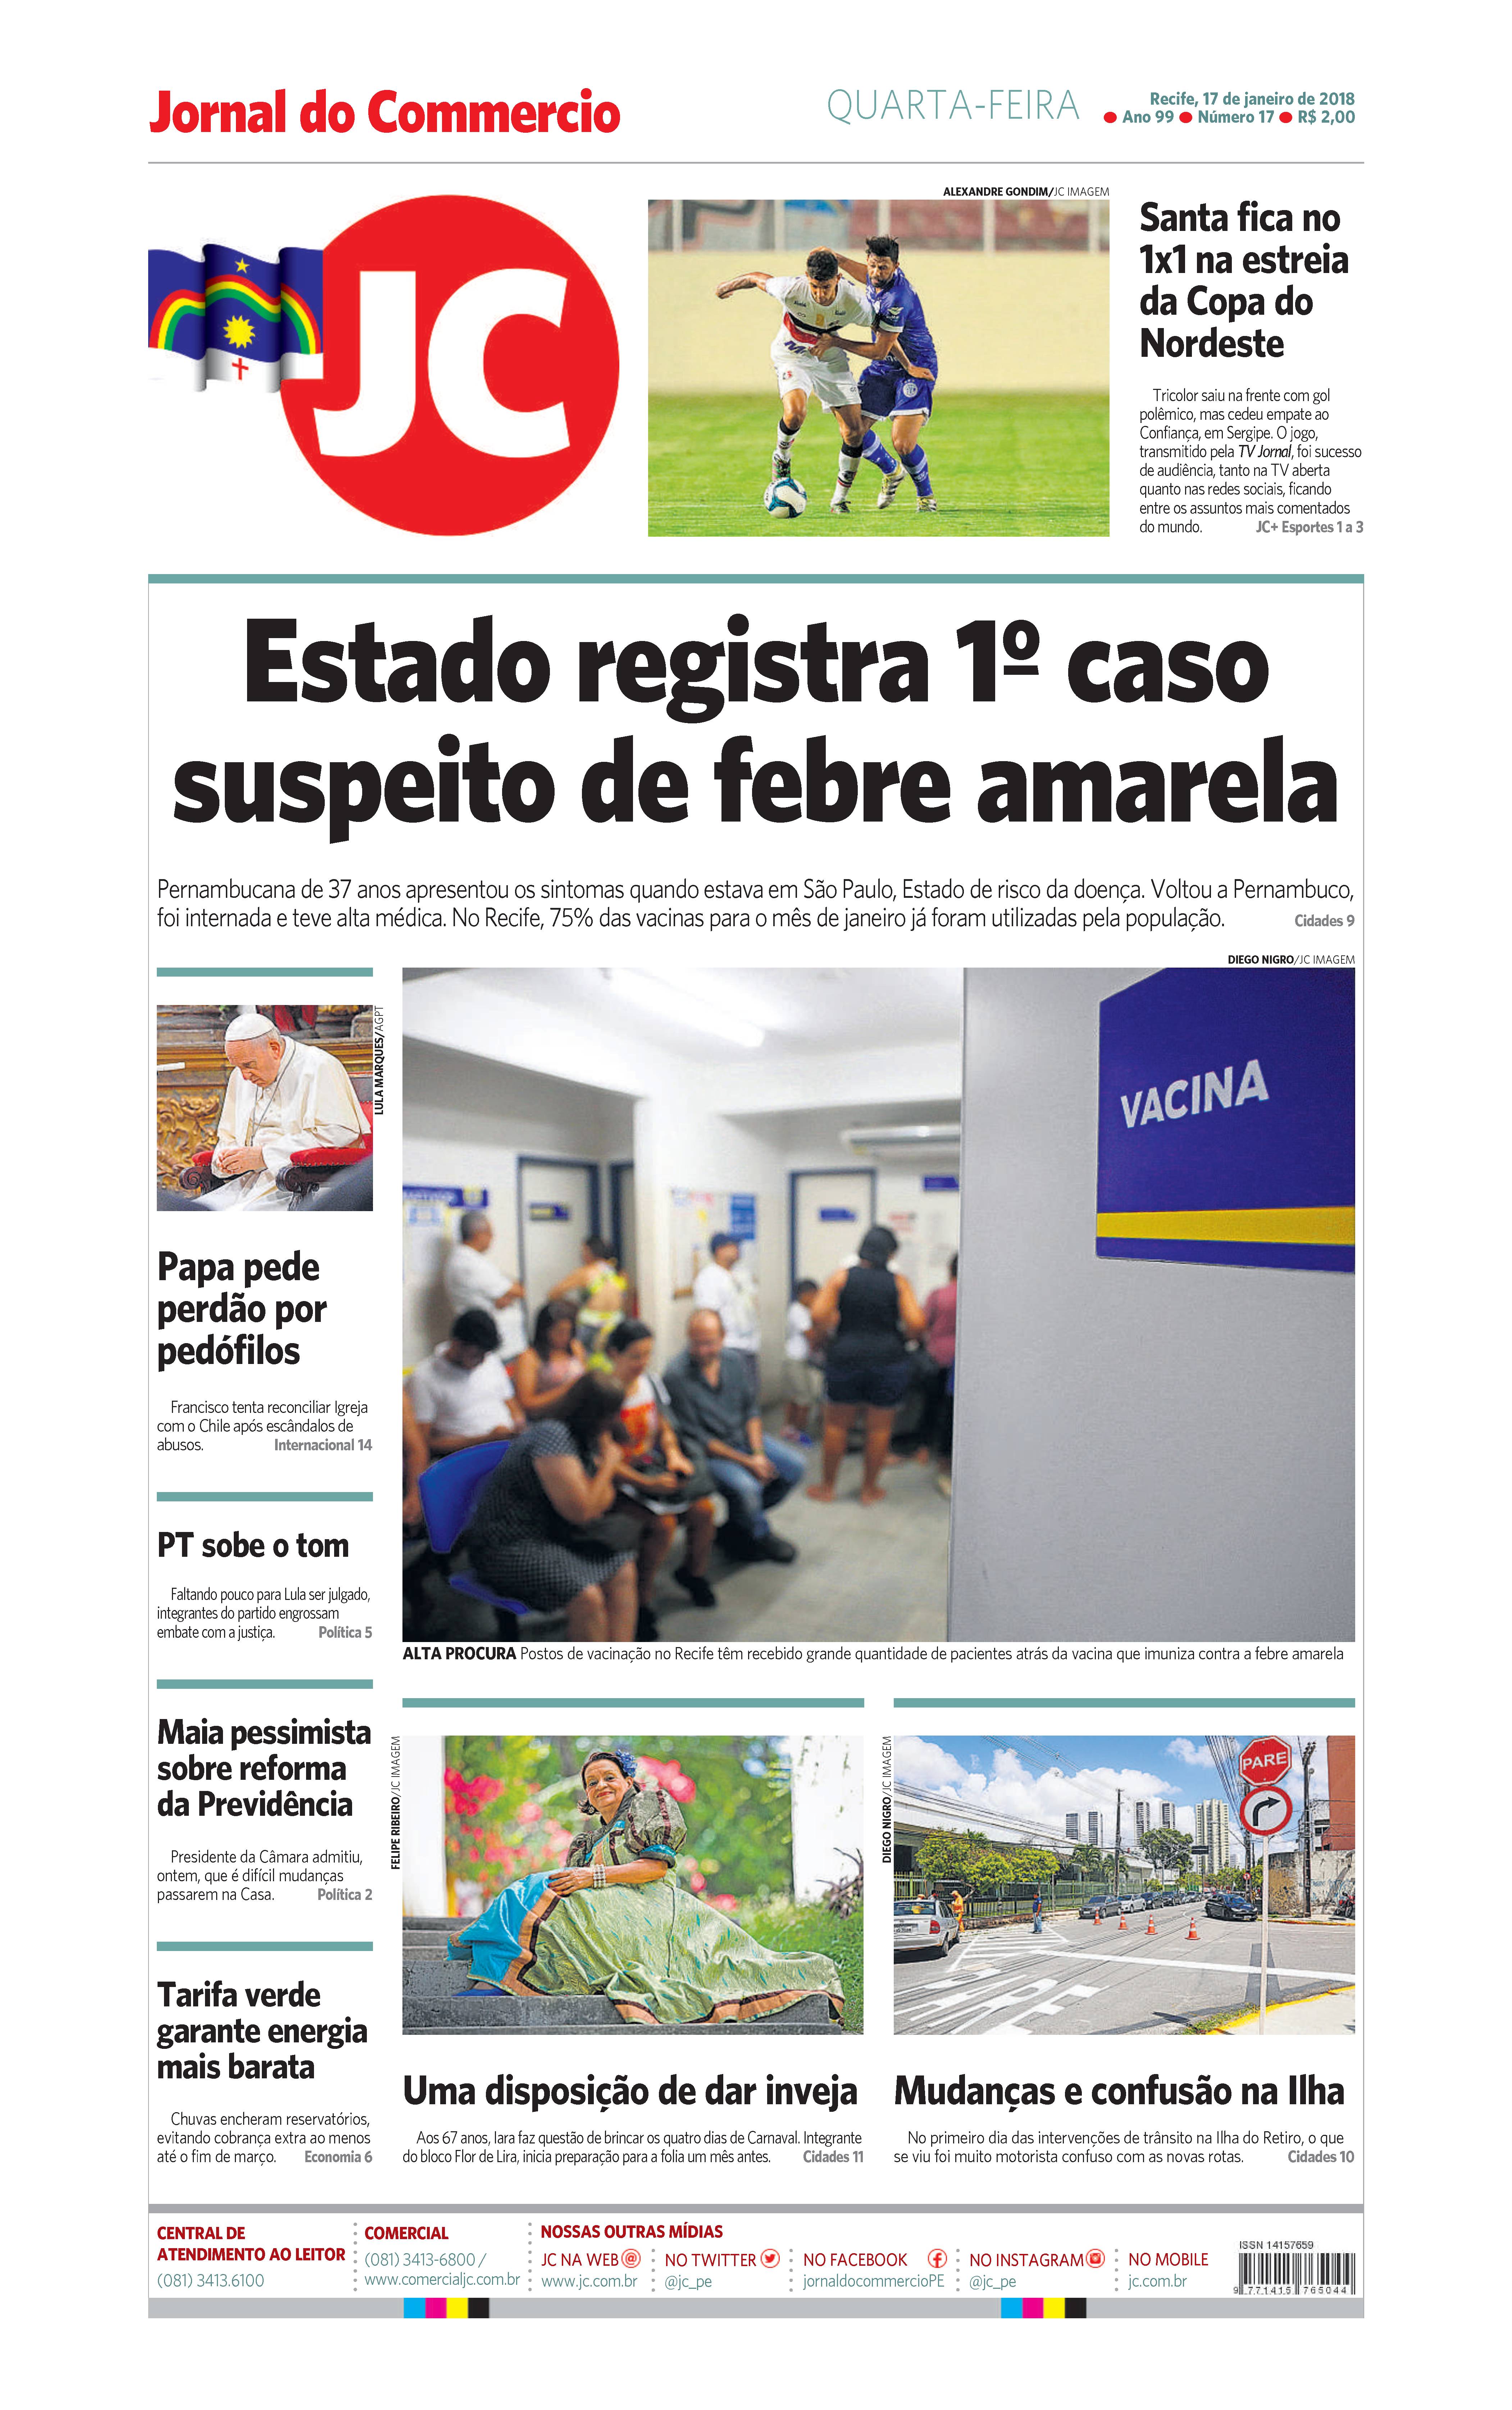 Jornal do Commercio
QUARTA-FEIRA
Recife, 17 de janeiro de 2018
● Ano 99 ● Número 17 ● R$ 2,00
JC
ALEXANDRE GONDIM/JC IMAGEM
Santa fica no
1x1 na estreia
da Copa do
Nordeste
Tricolor saiu na frente com gol
polêmico, mas cedeu empate ao
Confiança, em Sergipe. O jogo,
transmitido pela TV Jornal, foi sucesso
de audiência, tanto na TV aberta
quanto nas redes sociais, ficando
entre os assuntos mais comentados
do mundo. JC+ Esportes 1 a 3
Estado registra 1º caso
suspeito de febre amarela
Pernambucana de 37 anos apresentou os sintomas quando estava em São Paulo, Estado de risco da doença. Voltou a Pernambuco,
foi internada e teve alta médica. No Recife, 75% das vacinas para o mês de janeiro já foram utilizadas pela população. Cidades 9
LULA MARQUES/AGPT
Papa pede
perdão por
pedófilos
Francisco tenta reconciliar Igreja
com o Chile após escândalos de
abusos. Internacional 14
PT sobe o tom
Faltando pouco para Lula ser julgado,
integrantes do partido engrossam
embate com a justiça. Política 5
Maia pessimista
sobre reforma
da Previdência
Presidente da Câmara admitiu,
ontem, que é difícil mudanças
passarem na Casa. Política 2
Tarifa verde
garante energia
mais barata
Chuvas encheram reservatórios,
evitando cobrança extra ao menos
até o fim de março. Economia 6
DIEGO NIGRO/JC IMAGEM
VACINA
ALTA PROCURA Postos de vacinação no Recife têm recebido grande quantidade de pacientes atrás da vacina que imuniza contra a febre amarela
FELIPE RIBEIRO/JC IMAGEM
Uma disposição de dar inveja
Aos 67 anos, Iara faz questão de brincar os quatro dias de Carnaval. Integrante
do bloco Flor de Lira, inicia preparação para a folia um mês antes. Cidades 11
DIEGO NIGRO/JC IMAGEM
PARE
PARE
Mudanças e confusão na Ilha
No primeiro dia das intervenções de trânsito na Ilha do Retiro, o que
se viu foi muito motorista confuso com as novas rotas. Cidades 10
CENTRAL DE
ATENDIMENTO AO LEITOR
(081) 3413.6100
COMERCIAL
(081) 3413-6800 /
www.comercialjc.com.br
NOSSAS OUTRAS MÍDIAS
JC NA WEB
www.jc.com.br
NO TWITTER
@jc_pe
NO FACEBOOK
jornaldocommercioPE
NO INSTAGRAM
@jc_pe
NO MOBILE
jc.com.br
ISSN 14157659
9 771415 765044